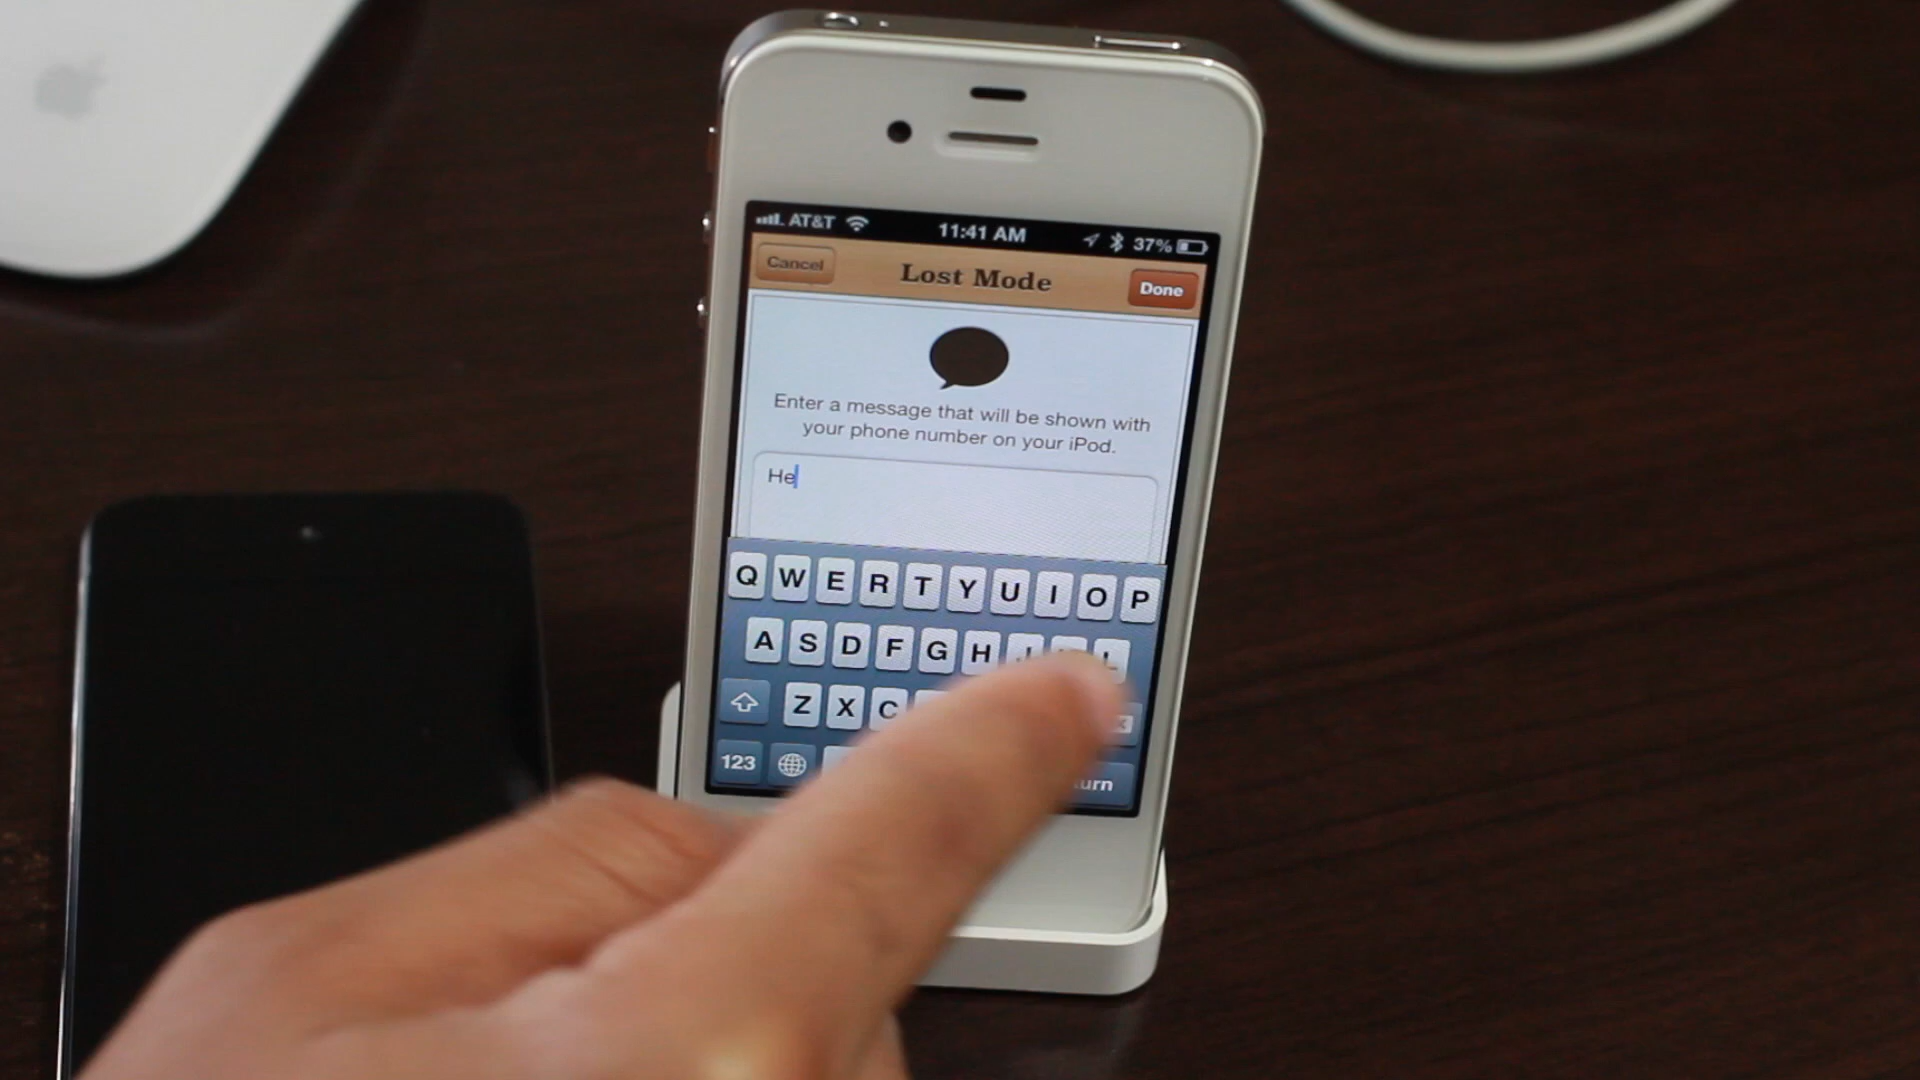 AT&T 11:41 AM 37%
Cancel Lost Mode Done
Enter a message that will be shown with
your phone number on your iPod.
He
Q W E R T Y U I O P
A S D F G H J L
Z X C
123